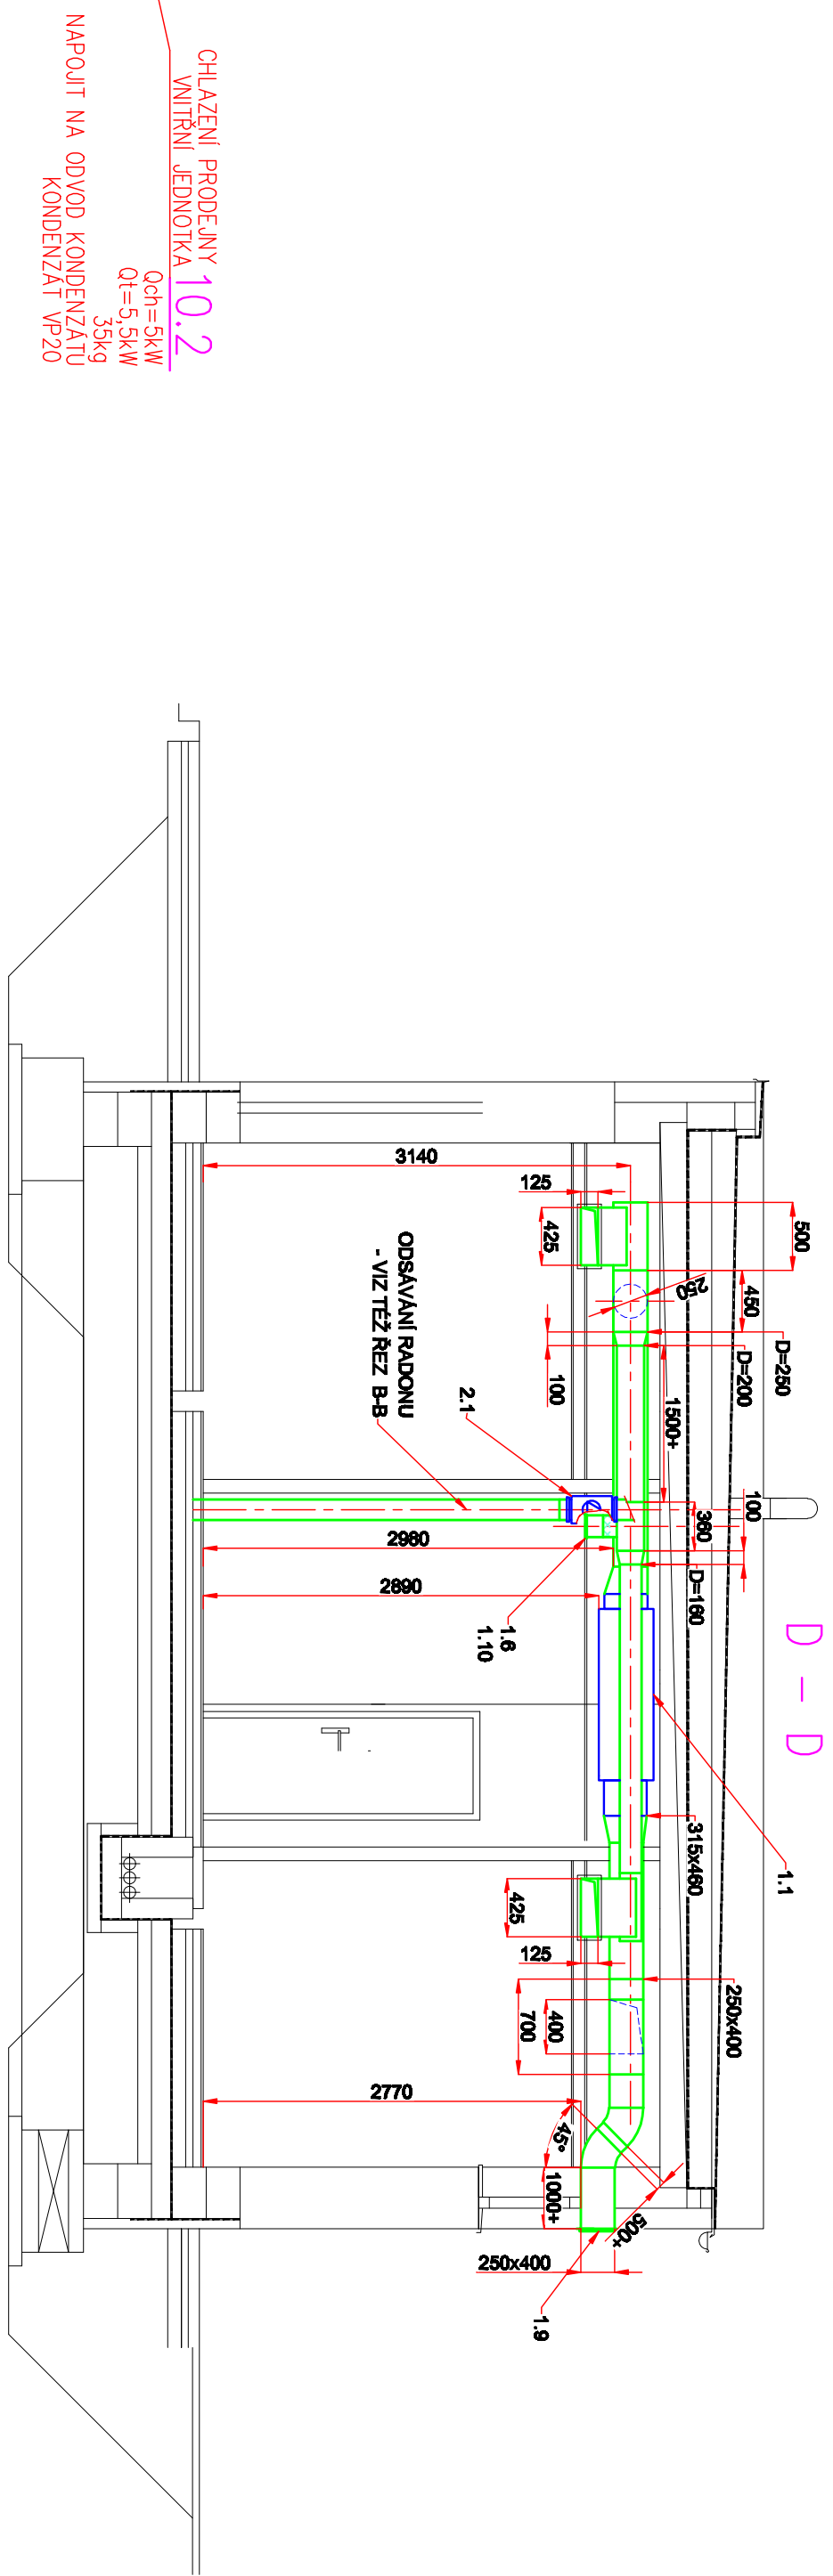 CHLAZENÍ PRODEJNY
VNITŘNÍ JEDNOTKA
10.2
Qch=5kW
Qt=5,5kW
35kg
NAPOJIT NA ODVOD KONDENZÁTU
KONDENZÁT VP20
D - D
500
450
250
D=250
D=200
1500+
100
100
360
D=160
3140
125
425
ODSÁVÁNÍ RADONU
- VIZ TÉŽ ŘEZ B-B
2.1
2980
2890
1.6
1.10
1.1
315x460
425
125
250x400
400
700
2770
45°
1000+
500+
250x400
1.9